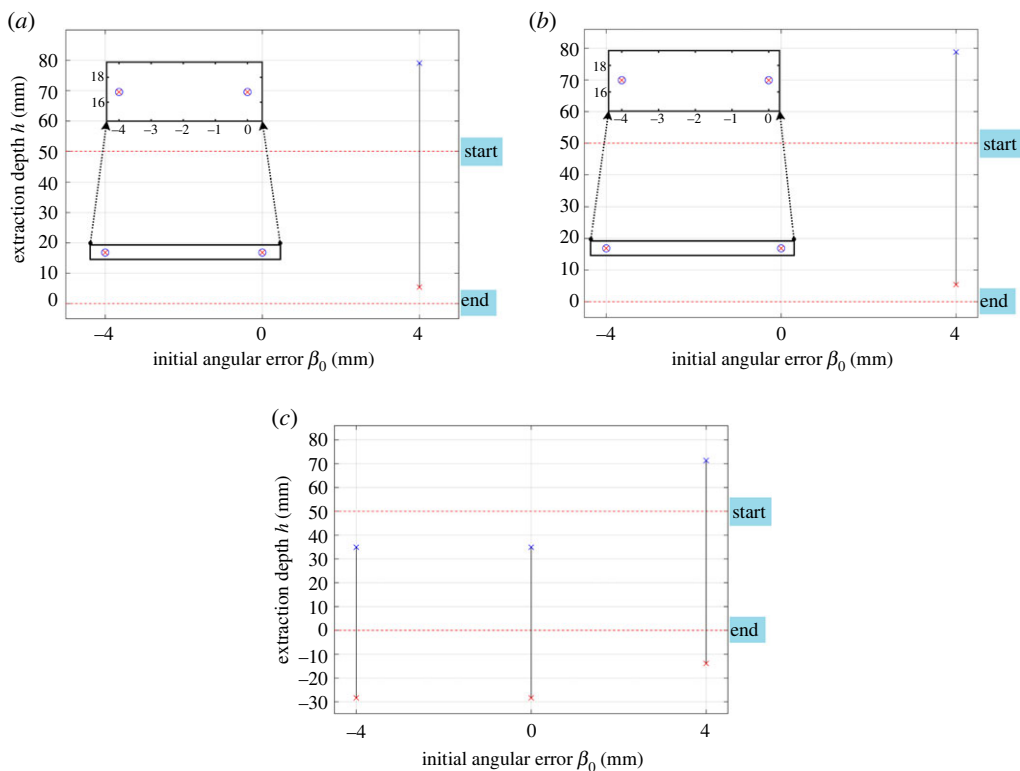 (a)
extraction depth h (mm)
80
70
60
50
40
30
20
10
0
18
16
–4 –3 –2 –1 0
start
end
–4 0 4
initial angular error β0 (mm)
(b)
80
70
60
50
40
30
20
10
0
18
16
–4 –3 –2 –1 0
start
end
–4 0 4
initial angular error β0 (mm)
(c)
extraction depth h (mm)
80
70
60
50
40
30
20
10
0
–10
–20
–30
start
end
–4 0 4
initial angular error β0 (mm)